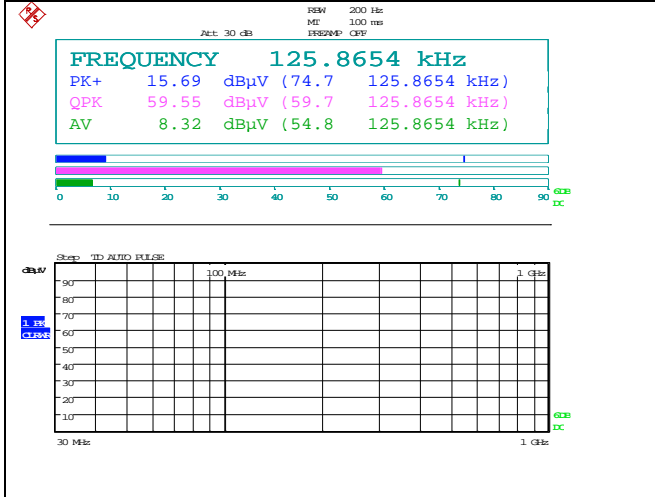 RBW 200 Hz
MT 100 ms
Att 30 dB PREAMP OFF
FREQUENCY 125.8654 kHz
PK+ 15.69 dBµV (74.7 125.8654 kHz)
QPK 59.55 dBµV (59.7 125.8654 kHz)
AV 8.32 dBµV (54.8 125.8654 kHz)
0 10 20 30 40 50 60 70 80 90
6DB
DC
Step TD AUTO PULSE
dBµV
100 MHz 1 GHz
90
80
70
1 PK
CLRWR
60
50
40
30
20
10
6DB
DC
30 MHz 1 GHz